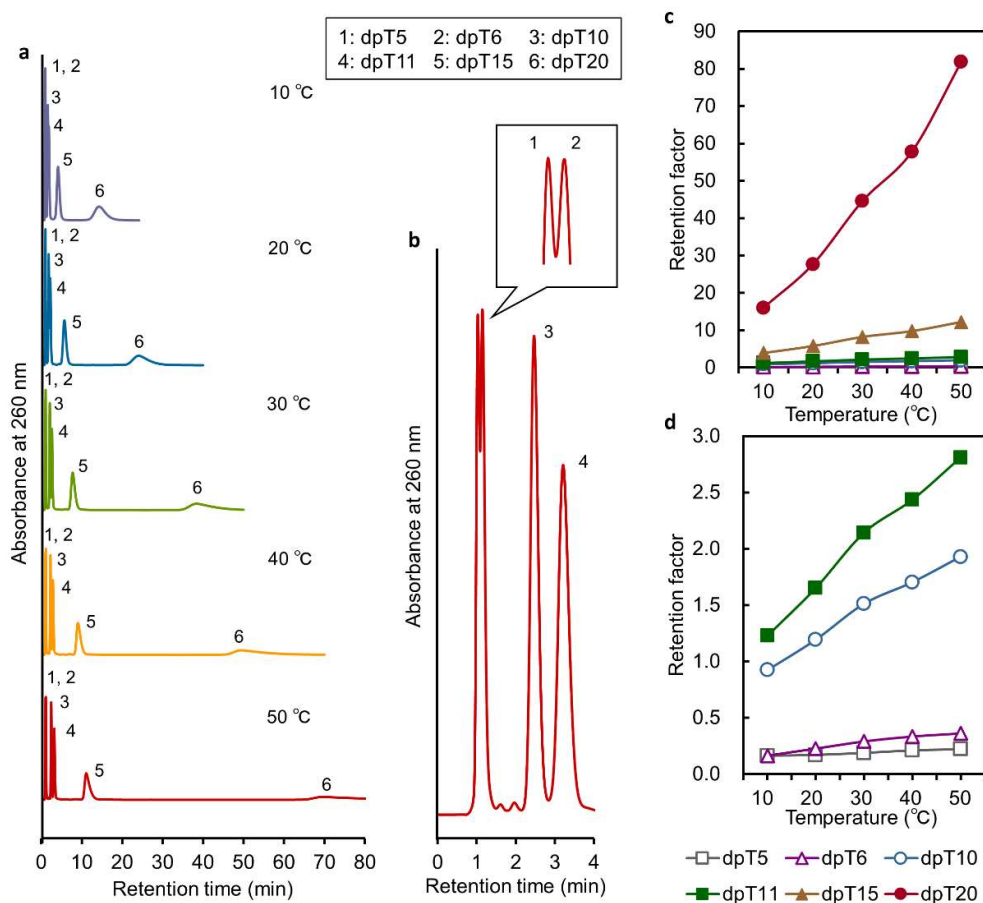 1: dpT5 2: dpT6 3: dpT10
4: dpT11 5: dpT15 6: dpT20
a
Absorbance at 260 nm
1, 2
3
4
5
6
10 °C
1, 2
3
4
5
6
20 °C
1, 2
3
4
5
6
30 °C
1, 2
3
4
5
6
40 °C
1, 2
3
4
5
6
50 °C
0 10 20 30 40 50 60 70 80
Retention time (min)
b
Absorbance at 260 nm
1 2
3
4
0 1 2 3 4
Retention time (min)
c
Retention factor
90
80
70
60
50
40
30
20
10
0
10 20 30 40 50
Temperature (°C)
d
Retention factor
3.0
2.5
2.0
1.5
1.0
0.5
0.0
10 20 30 40 50
Temperature (°C)
dpT5 dpT6 dpT10
dpT11 dpT15 dpT20